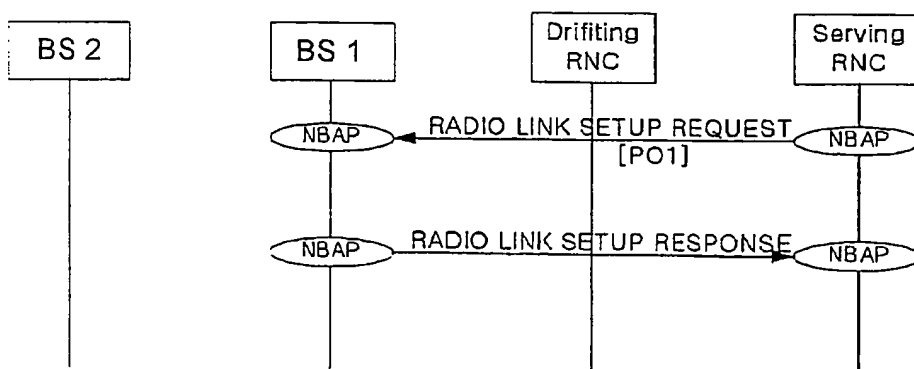 BS 2
BS 1
Drifiting
RNC
Serving
RNC
NBAP
RADIO LINK SETUP REQUEST
[PO1]
NBAP
NBAP
RADIO LINK SETUP RESPONSE
NBAP